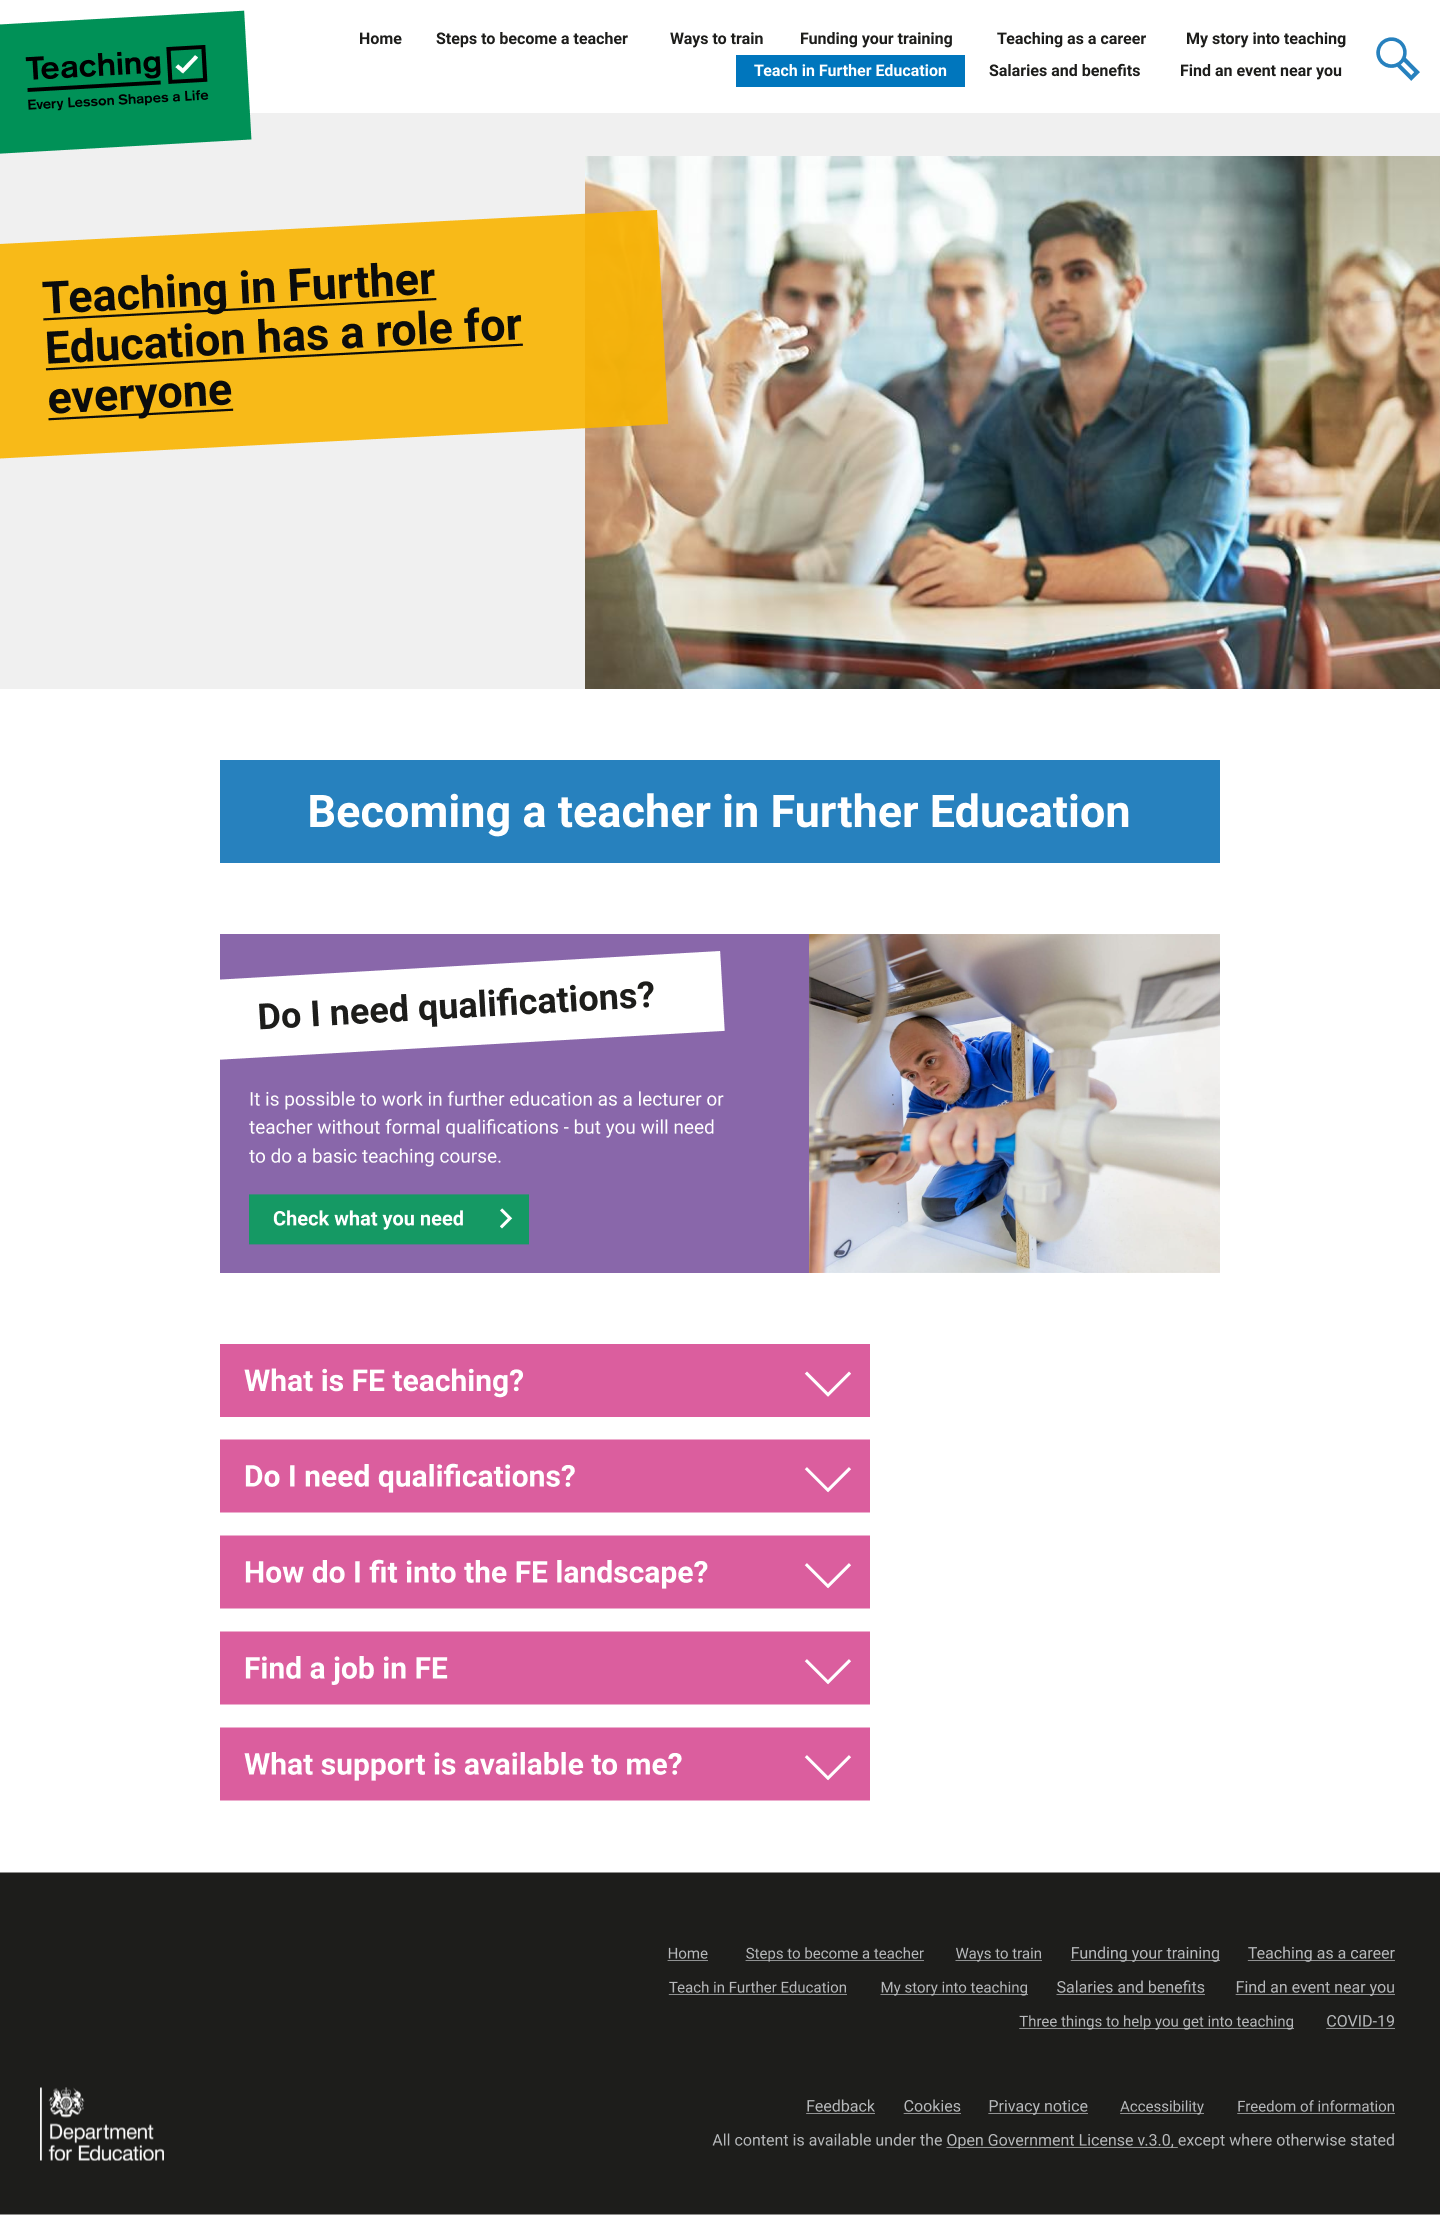 Teaching
Every Lesson Shapes a Life
Home Steps to become a teacher Ways to train Funding your training Teaching as a career My story into teaching
Teach in Further Education Salaries and benefits Find an event near you
Teaching in Further
Education has a role for
everyone
Becoming a teacher in Further Education
Do I need qualifications?
It is possible to work in further education as a lecturer or
teacher without formal qualifications - but you will need
to do a basic teaching course.
Check what you need
What is FE teaching?
Do I need qualifications?
How do I fit into the FE landscape?
Find a job in FE
What support is available to me?
Home Steps to become a teacher Ways to train Funding your training Teaching as a career
Teach in Further Education My story into teaching Salaries and benefits Find an event near you
Three things to help you get into teaching COVID-19
Department
for Education
Feedback Cookies Privacy notice Accessibility Freedom of information
All content is available under the Open Government License v.3.0, except where otherwise stated